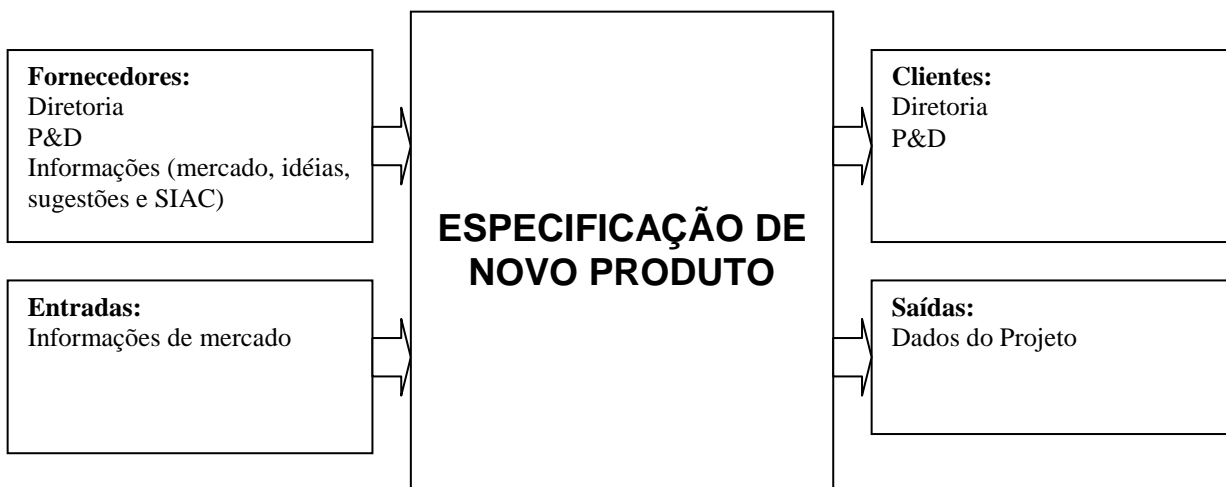 Fornecedores:
Diretoria
P&D
Informações (mercado, idéias,
sugestões e SIAC)
Entradas:
Informações de mercado
ESPECIFICAÇÃO DE
NOVO PRODUTO
Clientes:
Diretoria
P&D
Saídas:
Dados do Projeto